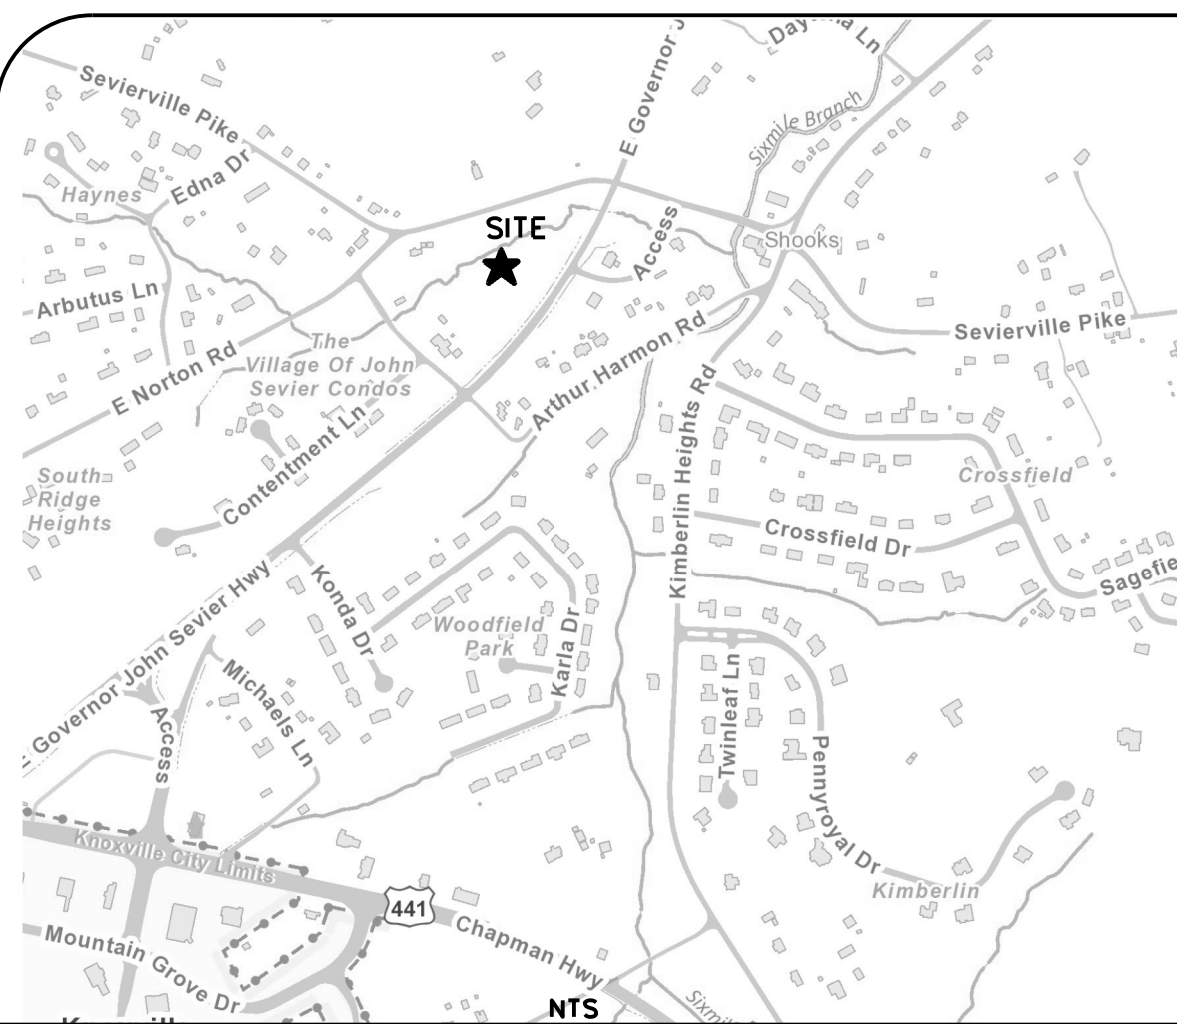 Daytona Ln
E Governor J
Sevierville Pike
Sixmile Branch
Edna Dr
Haynes
SITE
Access
Shooks
Arbutus Ln
Sevierville Pike
The
Village Of John
Sevier Condos
E Norton Rd
Arthur Harmon Rd
Kimberlin Heights Rd
Contentment Ln
South
Ridge
Heights
Crossfield
Crossfield Dr
Sagefie
Konda Dr
Woodfield
Park
Karla Dr
E Governor John Sevier Hwy
Michaels Ln
Access
Twinleaf Ln
Pennyroyal Dr
Kimberlin
Knoxville City Limits
441
Chapman Hwy
Mountain Grove Dr
NTS
Sixmile